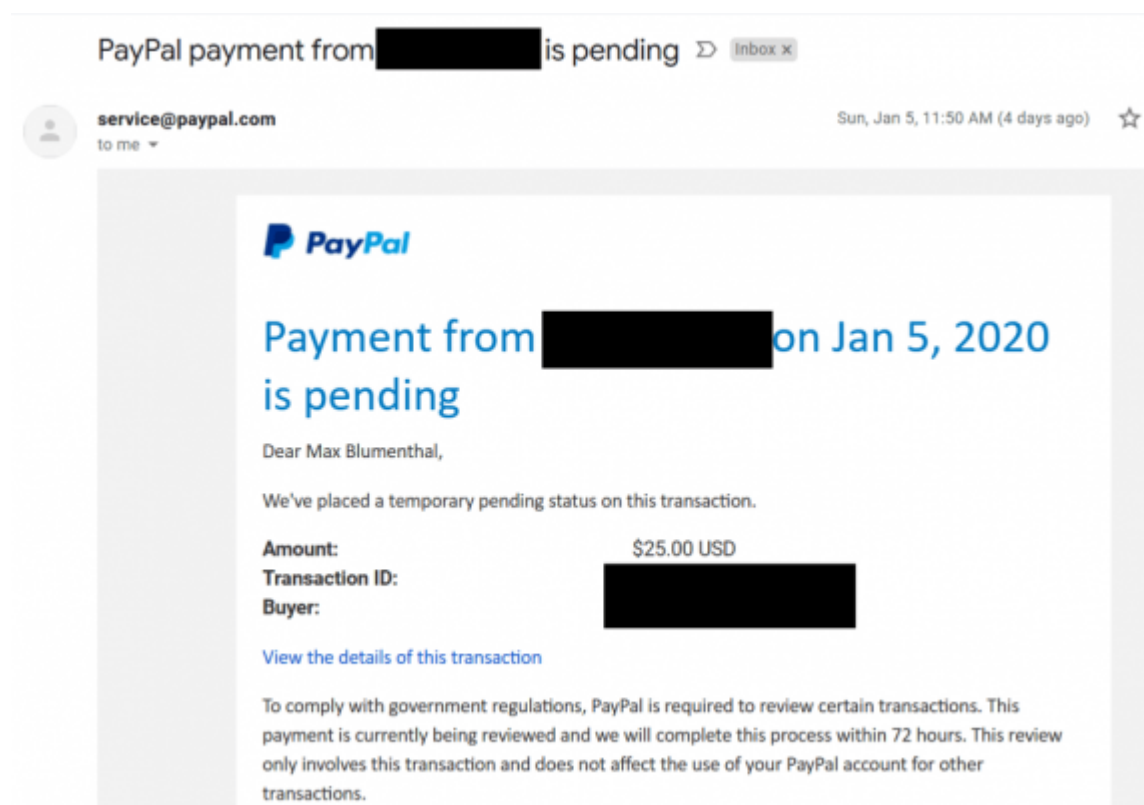 PayPal payment from is pending Inbox x
service@paypal.com Sun, Jan 5, 11:50 AM (4 days ago)
to me
PayPal
Payment from on Jan 5, 2020
is pending
Dear Max Blumenthal,
We've placed a temporary pending status on this transaction.
Amount: $25.00 USD
Transaction ID:
Buyer:
View the details of this transaction
To comply with government regulations, PayPal is required to review certain transactions. This
payment is currently being reviewed and we will complete this process within 72 hours. This review
only involves this transaction and does not affect the use of your PayPal account for other
transactions.